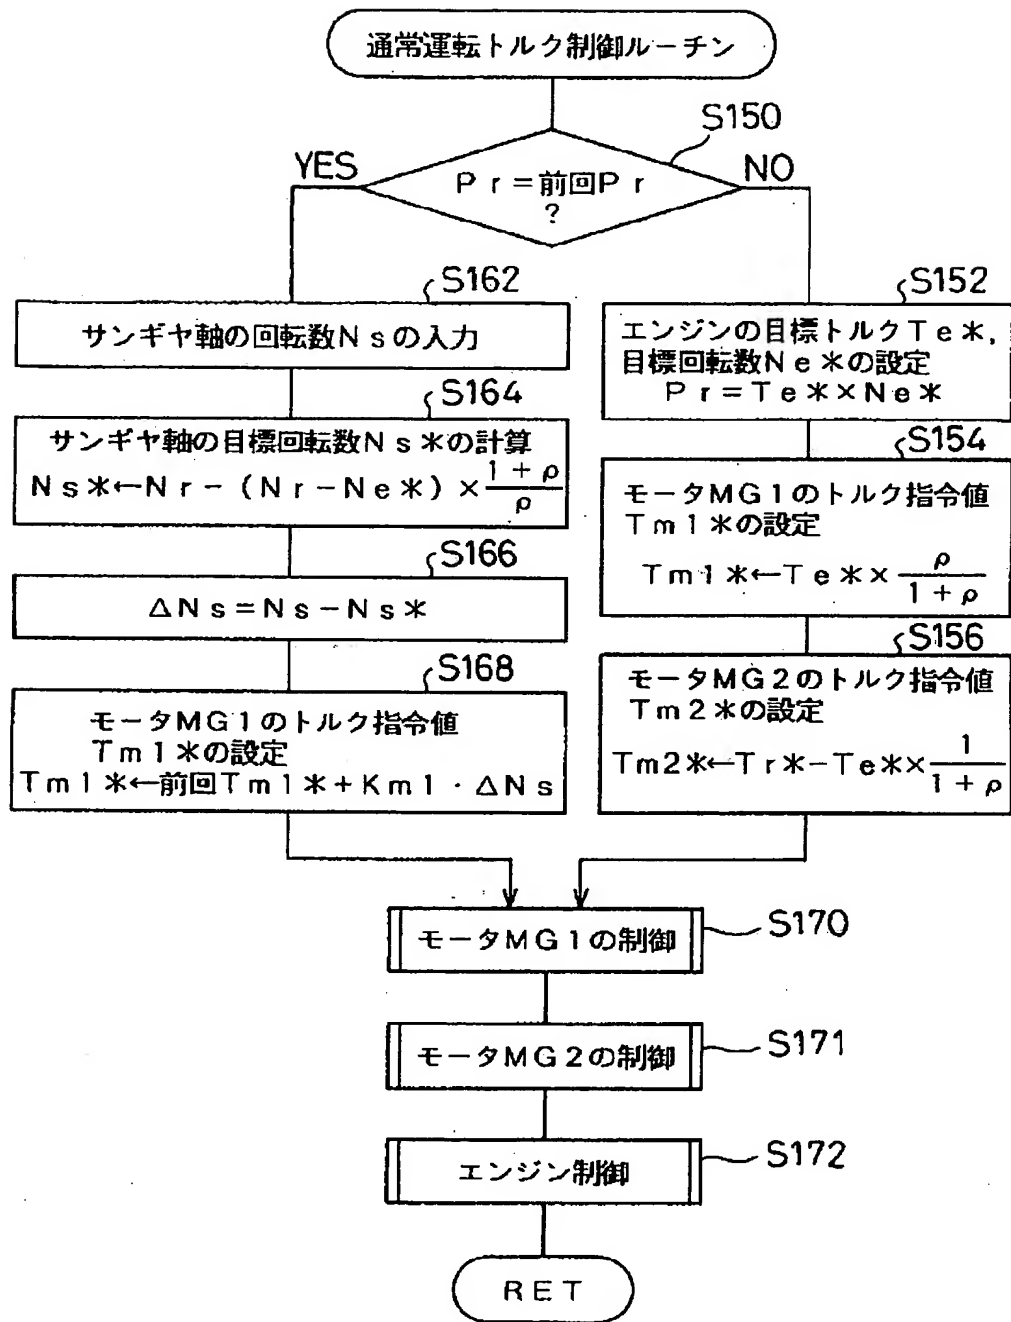 通常運転トルク制御ルーチン
S150
YES
NO
Pr=前回Pr
?
S162
サンギヤ軸の回転数Nsの入力
S164
サンギヤ軸の目標回転数Ns*の計算
Ns*←Nr-(Nr-Ne*)×(1+ρ)/ρ
S166
ΔNs=Ns-Ns*
S168
モータMG1のトルク指令値
Tm1*の設定
Tm1*←前回Tm1*+Km1・ΔNs
S152
エンジンの目標トルクTe*,
目標回転数Ne*の設定
Pr=Te*×Ne*
S154
モータMG1のトルク指令値
Tm1*の設定
Tm1*←Te*×ρ/(1+ρ)
S156
モータMG2のトルク指令値
Tm2*の設定
Tm2*←Tr*-Te*×1/(1+ρ)
モータMG1の制御
S170
モータMG2の制御
S171
エンジン制御
S172
RET